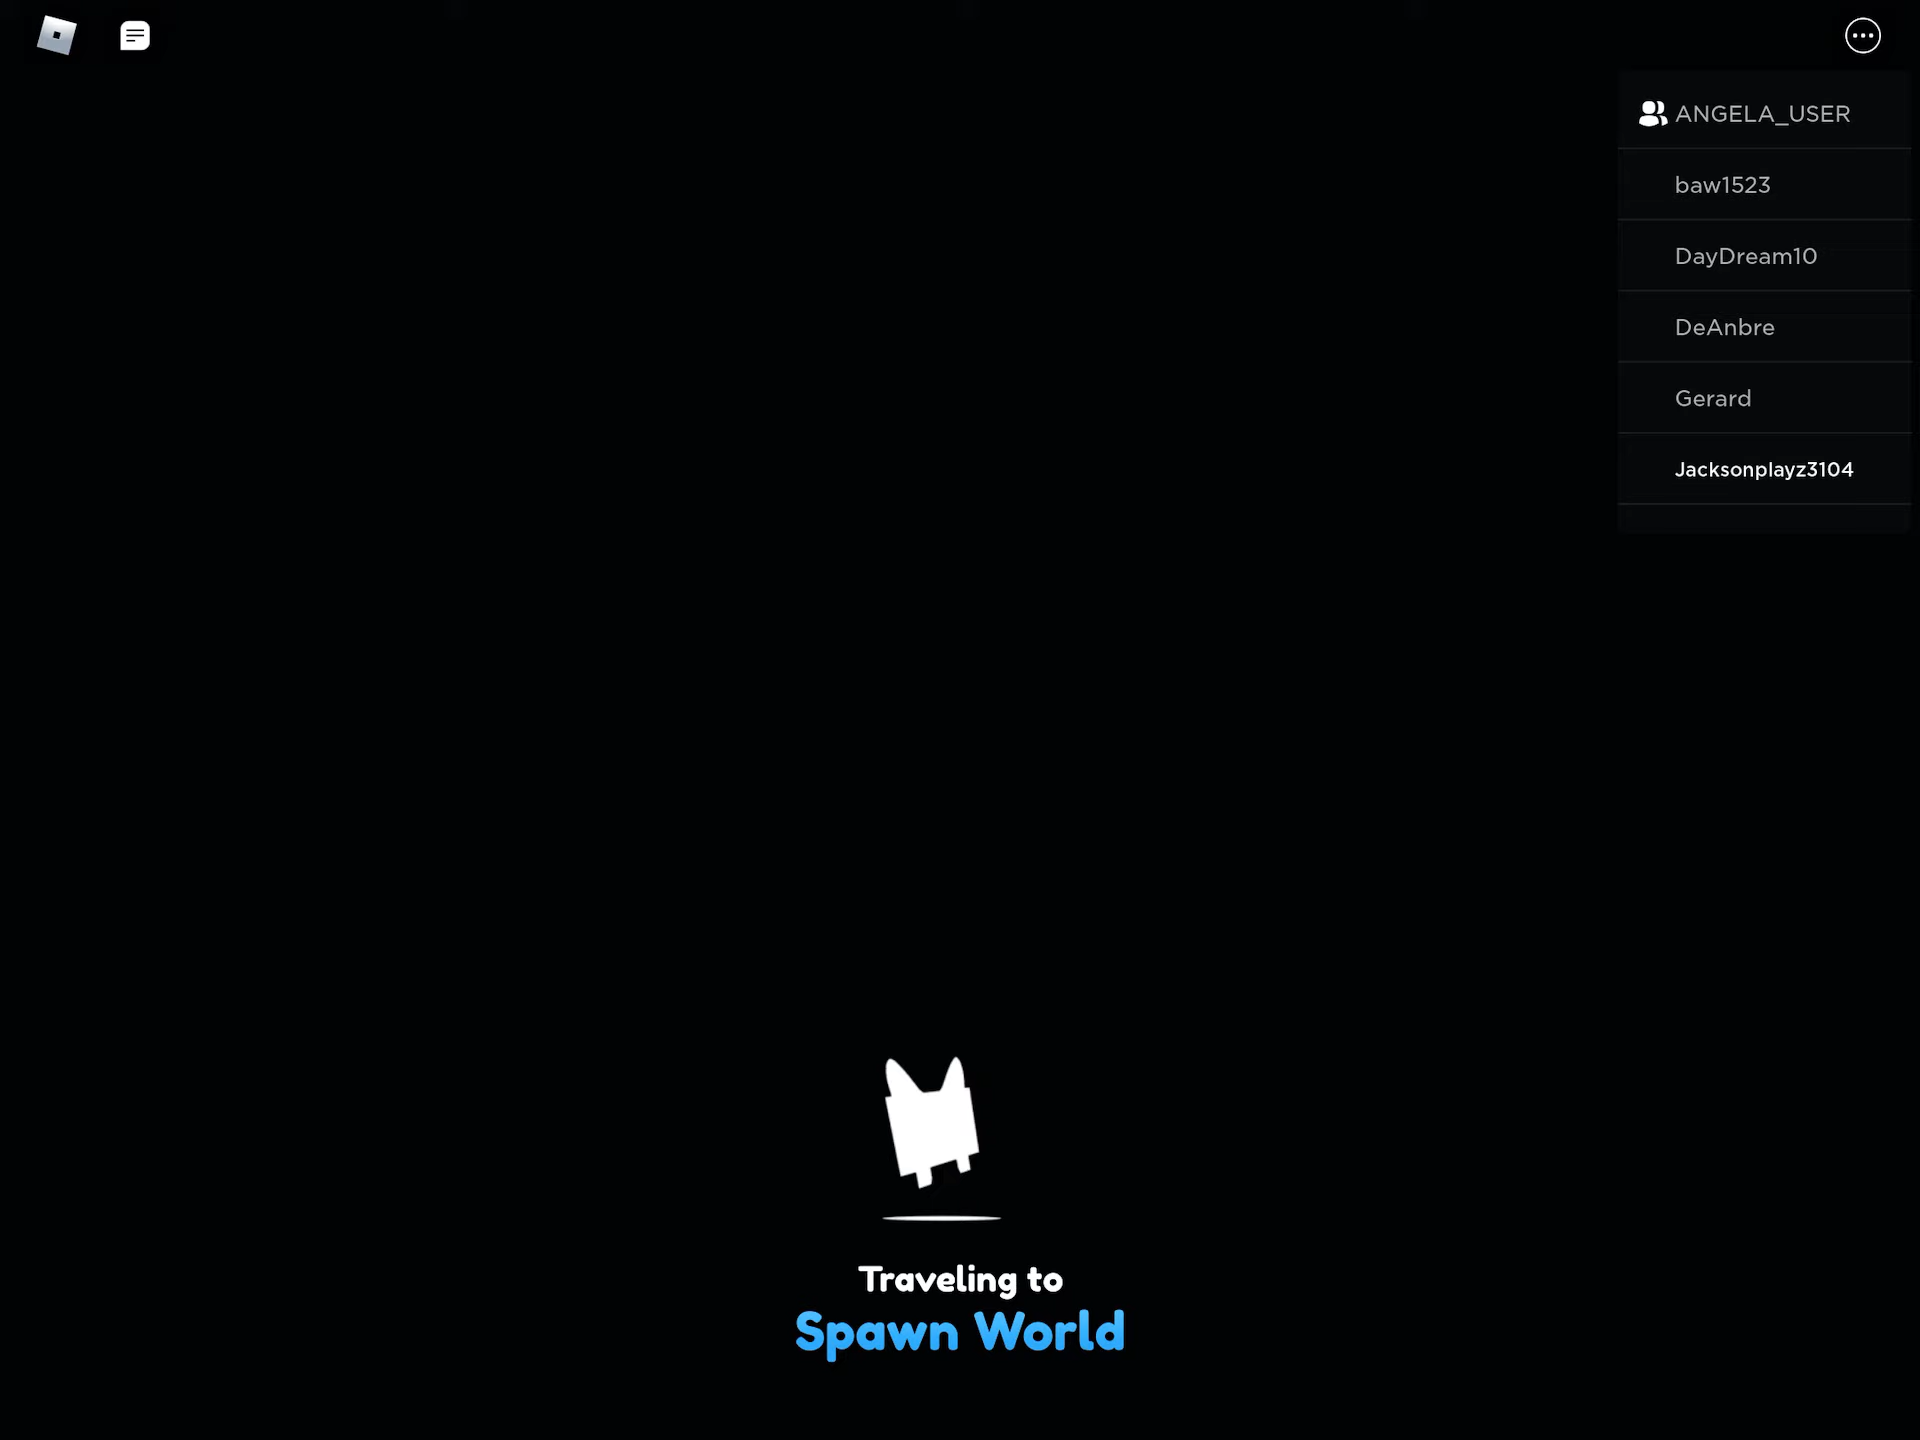 ANGELA_USER
baw1523
DayDream10
DeAnbre
Gerard
Jacksonplayz3104
Traveling to
Spawn World